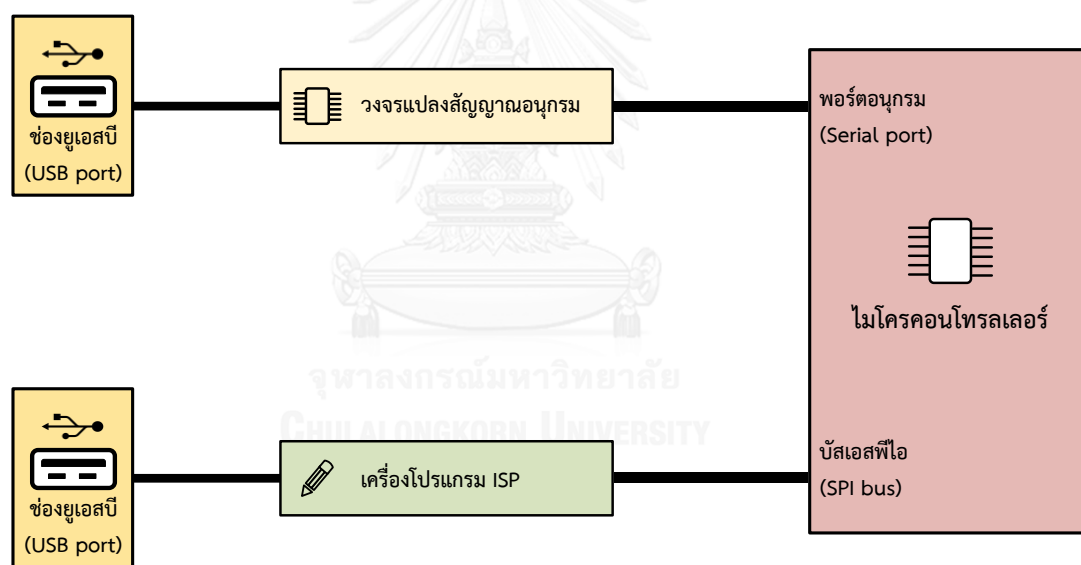 ช่องยูเอสบี
(USB port)
วงจรแปลงสัญญาณอนุกรม
พอร์ตอนุกรม
(Serial port)
ไมโครคอนโทรลเลอร์
จุฬาลงกรณ์มหาวิทยาลัย
CHULALONGKORN UNIVERSITY
ช่องยูเอสบี
(USB port)
เครื่องโปรแกรม ISP
บัสเอสพีไอ
(SPI bus)